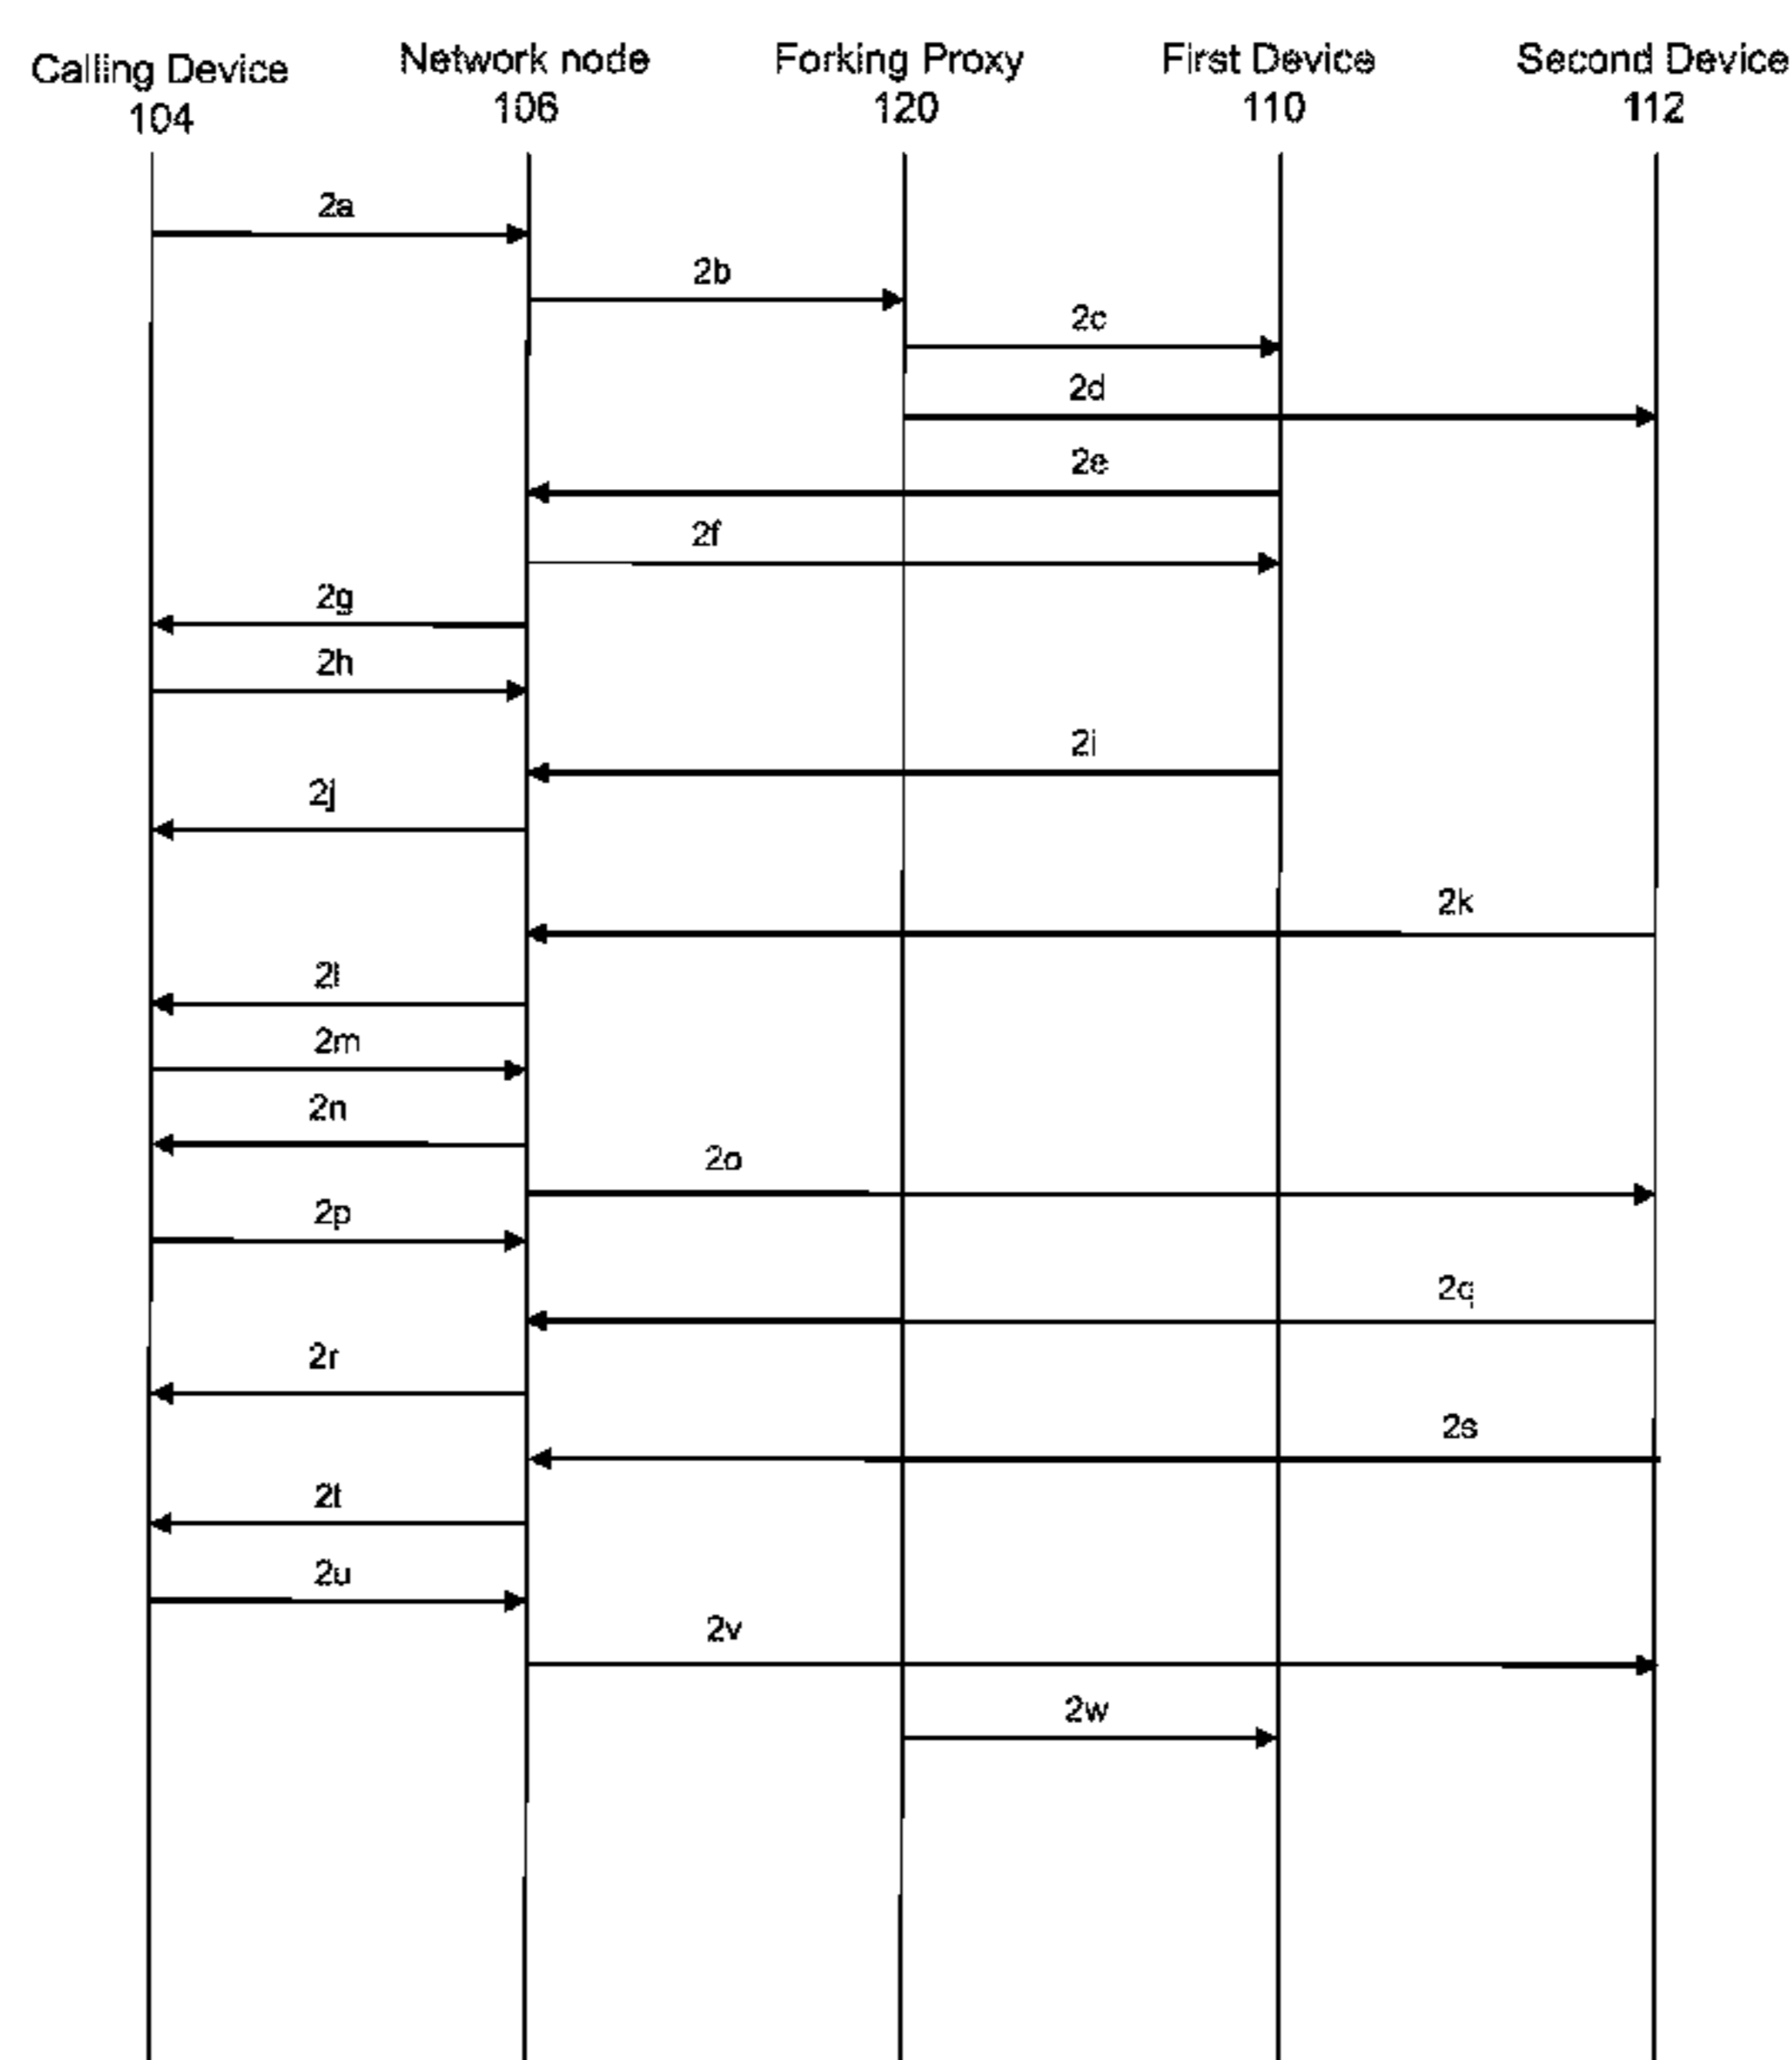 Calling Device
104
Network node
106
Forking Proxy
120
First Device
110
Second Device
112
2a
2b
2c
2d
2e
2f
2g
2h
2i
2j
2k
2l
2m
2n
2o
2p
2q
2r
2s
2t
2u
2v
2w